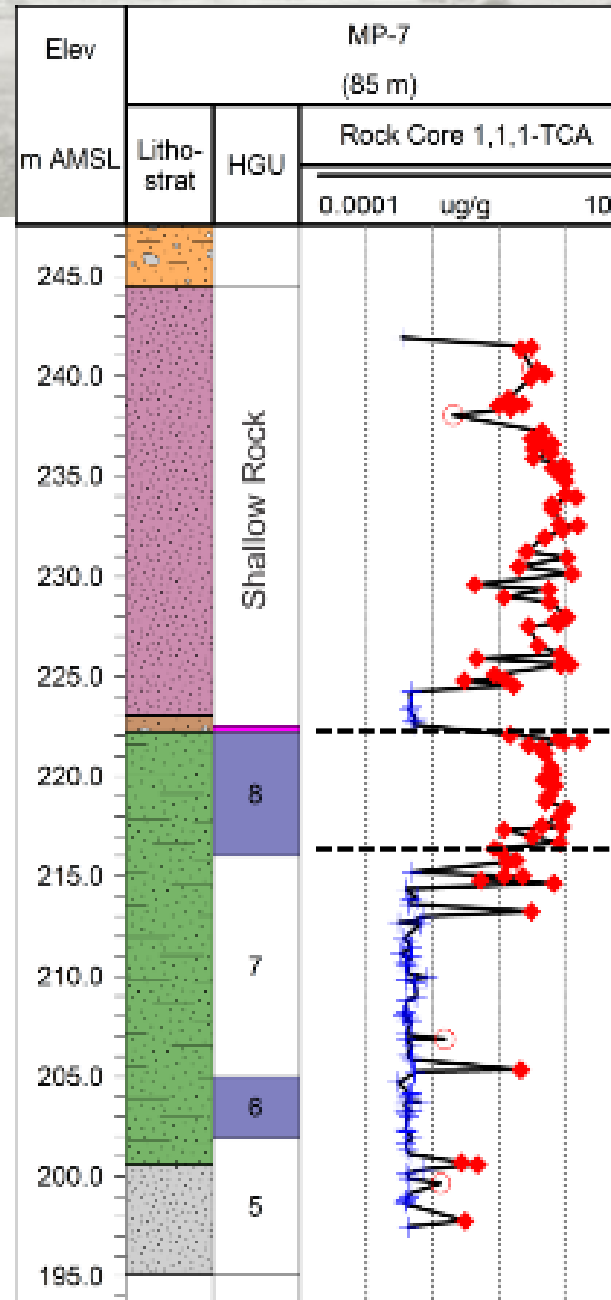 Elev
MP-7
(85 m)
m AMSL
Litho-
strat
HGU
Rock Core 1,1,1-TCA
0.0001 ug/g 10
245.0
240.0
235.0
230.0
225.0
220.0
215.0
210.0
205.0
200.0
195.0
Shallow Rock
8
7
6
5